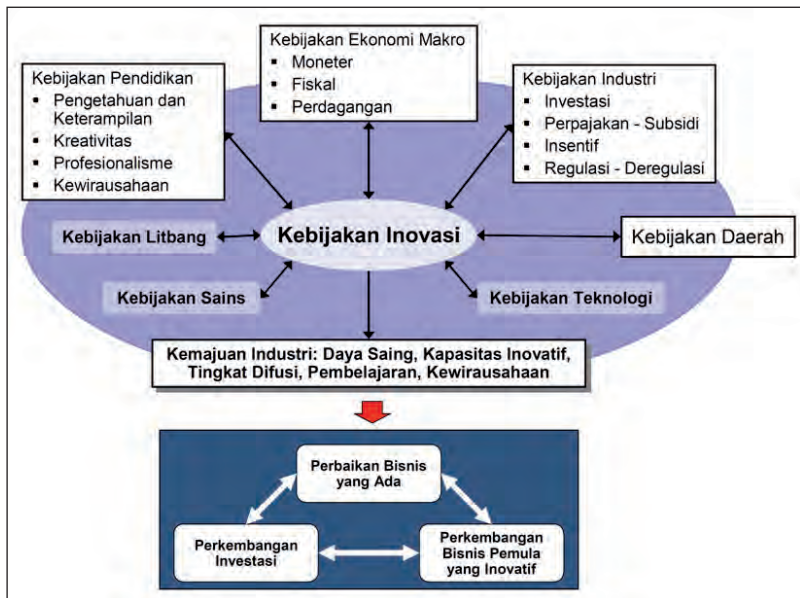 Kebijakan Pendidikan
▪ Pengetahuan dan
Keterampilan
▪ Kreativitas
▪ Profesionalisme
▪ Kewirausahaan
Kebijakan Ekonomi Makro
▪ Moneter
▪ Fiskal
▪ Perdagangan
Kebijakan Industri
▪ Investasi
▪ Perpajakan - Subsidi
▪ Insentif
▪ Regulasi - Deregulasi
Kebijakan Litbang
Kebijakan Inovasi
Kebijakan Daerah
Kebijakan Sains
Kebijakan Teknologi
Kemajuan Industri: Daya Saing, Kapasitas Inovatif,
Tingkat Difusi, Pembelajaran, Kewirausahaan
Perbaikan Bisnis
yang Ada
Perkembangan
Investasi
Perkembangan
Bisnis Pemula
yang Inovatif